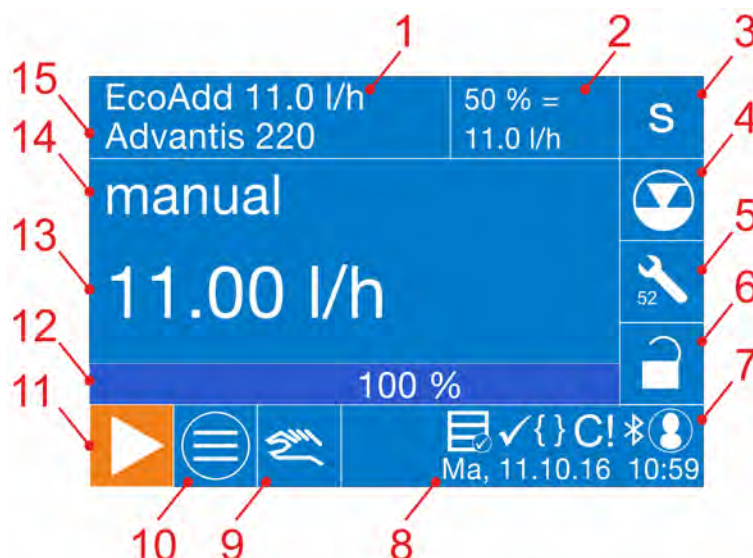 1 2 3
15 EcoAdd 11.0 l/h 50 % = s
Advantis 220 11.0 l/h 4
14 manual
13 11.00 l/h 52 5
6
12 100 % 7
11 { } C!
Ma, 11.10.16 10:59
10 9 8